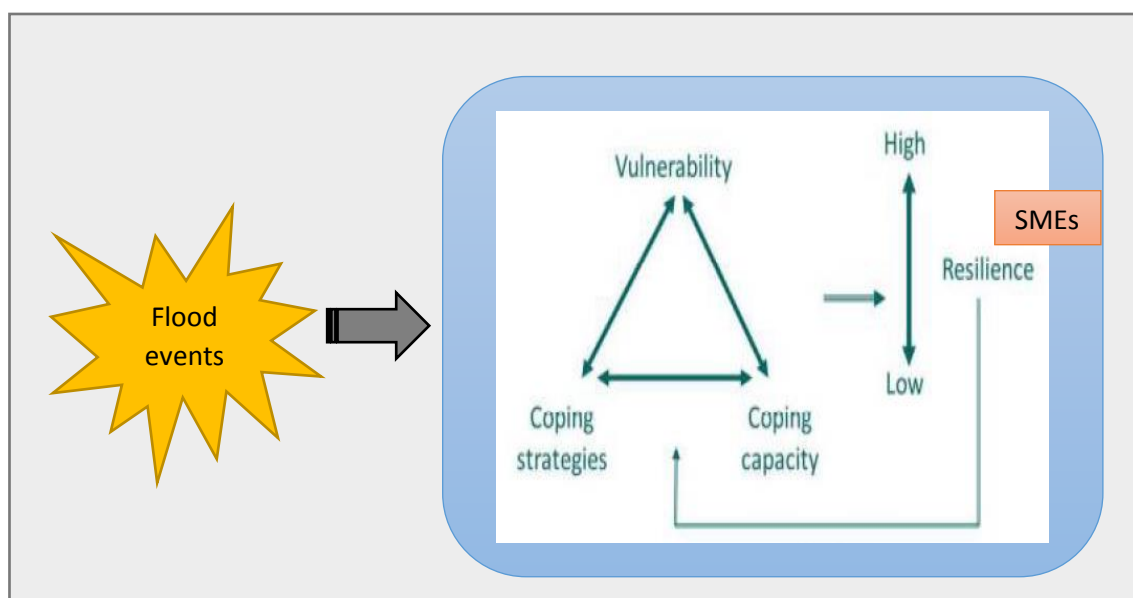 Flood
events
Vulnerability
Coping
strategies
Coping
capacity
High
Low
Resilience
SMEs